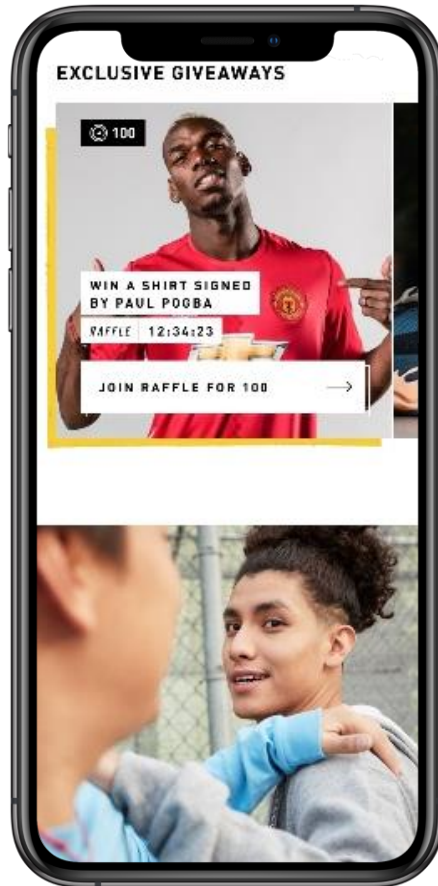 EXCLUSIVE GIVEAWAYS
100
WIN A SHIRT SIGNED
BY PAUL POGBA
RAFFLE 12:34:23
JOIN RAFFLE FOR 100